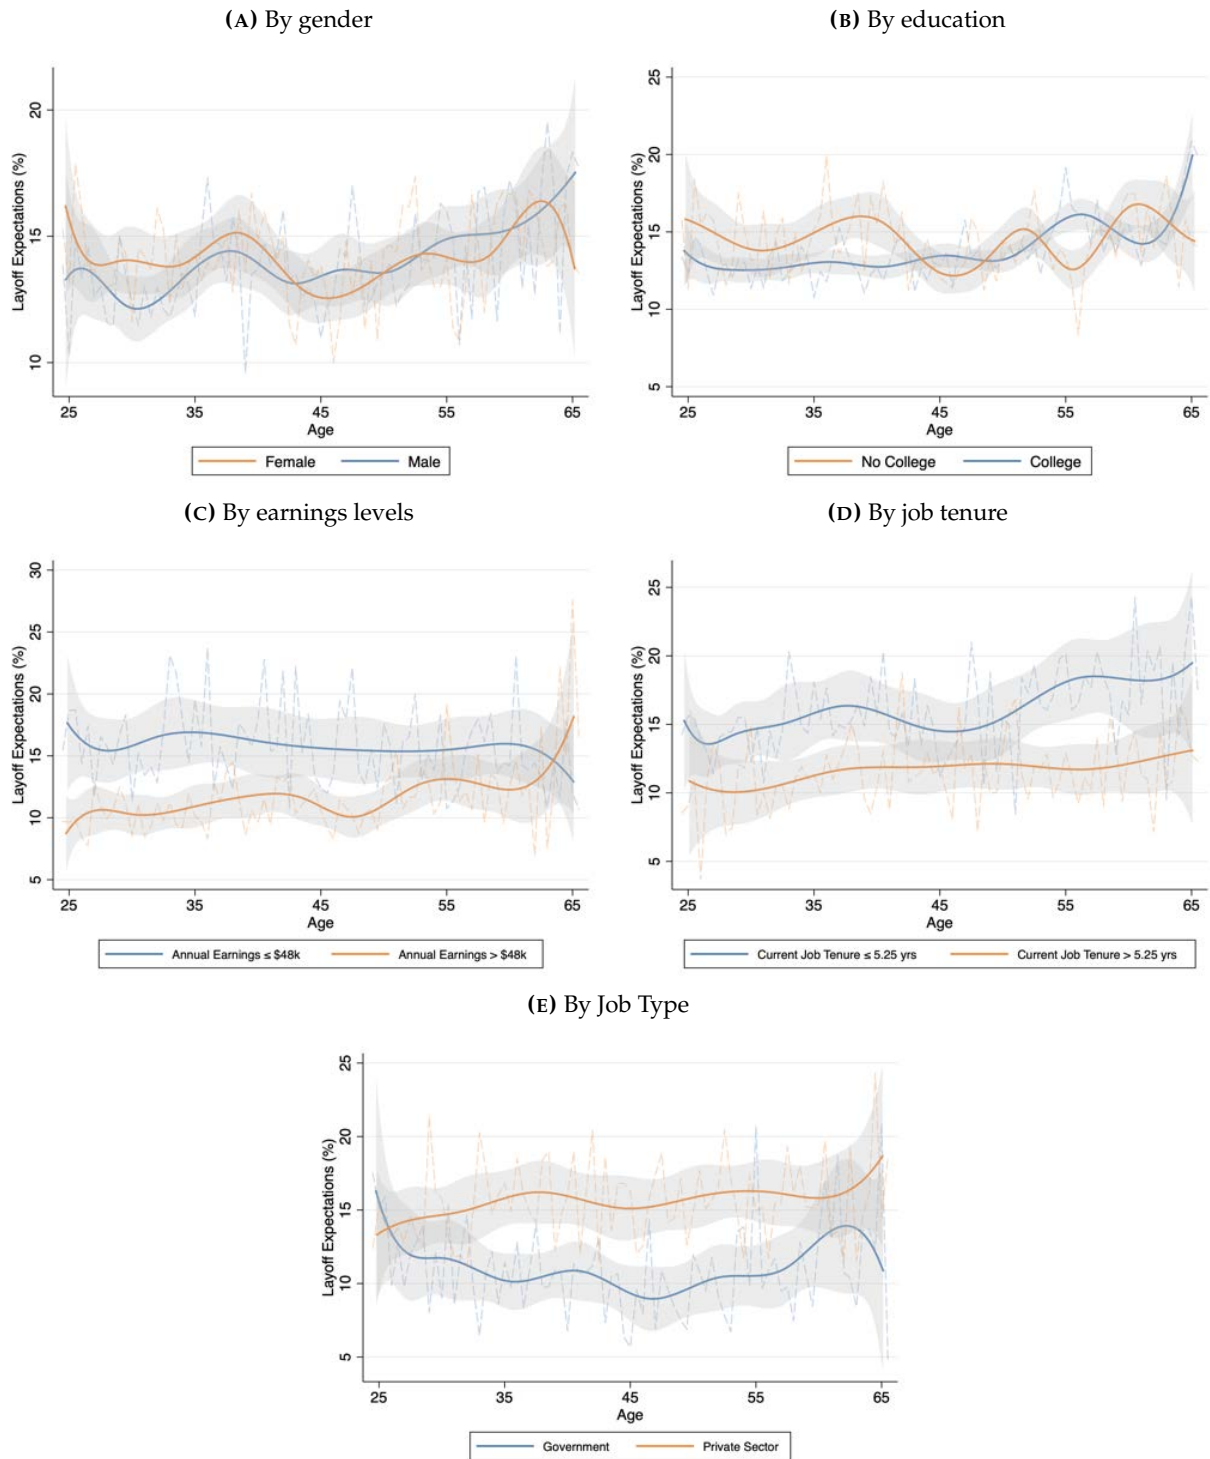 (A) By gender
Layoff Expectations (%)
20
15
10
25 35 45 55 65
Age
Female Male
(B) By education
Layoff Expectations (%)
25
20
15
10
5
25 35 45 55 65
Age
No College College
(C) By earnings levels
Layoff Expectations (%)
30
25
20
15
10
5
25 35 45 55 65
Age
Annual Earnings ≤ $48k Annual Earnings > $48k
(D) By job tenure
Layoff Expectations (%)
25
20
15
10
5
25 35 45 55 65
Age
Current Job Tenure ≤ 5.25 yrs Current Job Tenure > 5.25 yrs
(E) By Job Type
Layoff Expectations (%)
25
20
15
10
5
25 35 45 55 65
Age
Government Private Sector